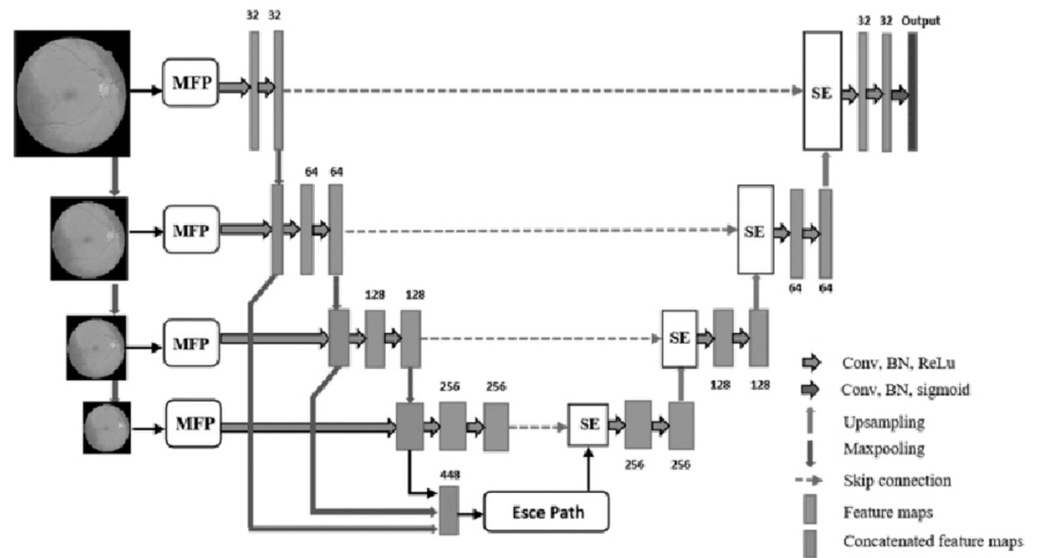 32 32
32 32 Output
MFP
SE
64 64
MFP
SE
64 64
128 128
MFP
SE
128 128
256 256
MFP
SE
256 256
448
Esce Path
Conv, BN, ReLu
Conv, BN, sigmoid
Upsampling
Maxpooling
Skip connection
Feature maps
Concatenated feature maps